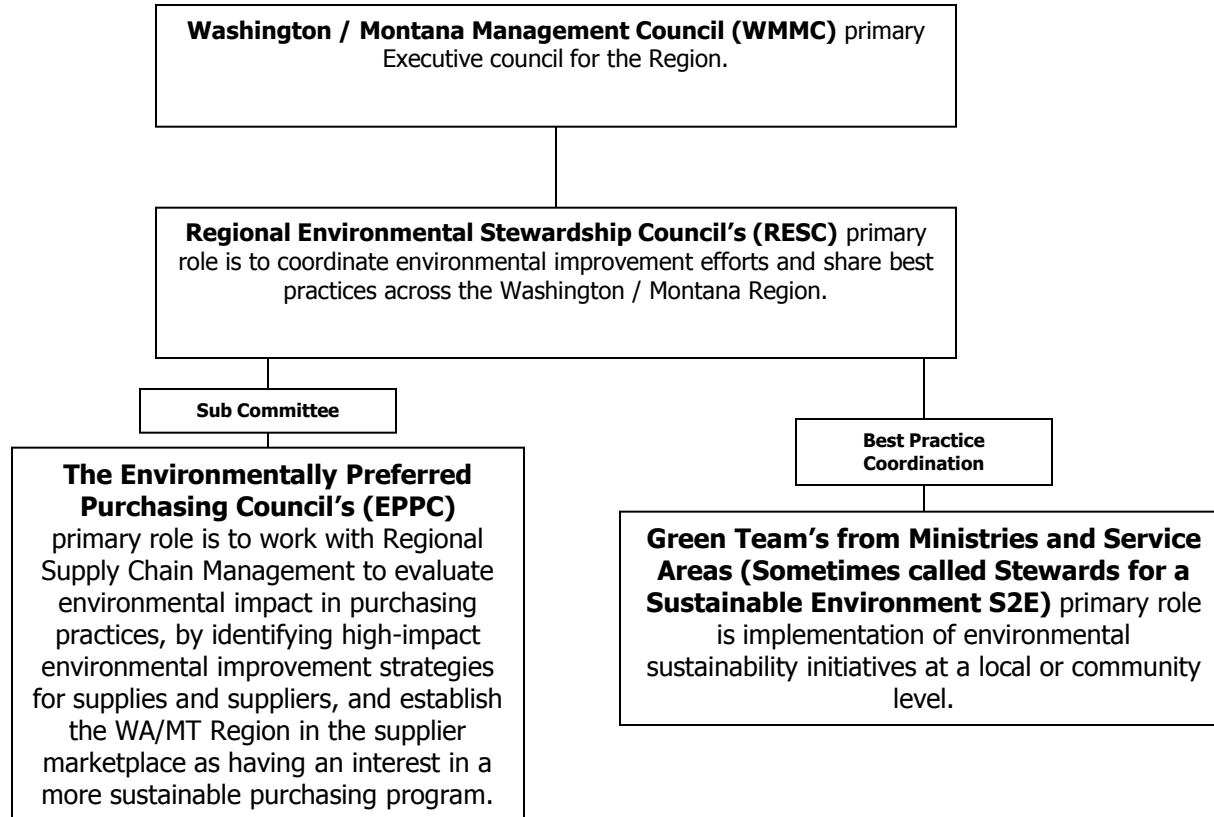 Washington / Montana Management Council (WMMC) primary
Executive council for the Region.
Regional Environmental Stewardship Council’s (RESC) primary
role is to coordinate environmental improvement efforts and share best
practices across the Washington / Montana Region.
Sub Committee
The Environmentally Preferred
Purchasing Council’s (EPPC)
primary role is to work with Regional
Supply Chain Management to evaluate
environmental impact in purchasing
practices, by identifying high-impact
environmental improvement strategies
for supplies and suppliers, and establish
the WA/MT Region in the supplier
marketplace as having an interest in a
more sustainable purchasing program.
Best Practice
Coordination
Green Team’s from Ministries and Service
Areas (Sometimes called Stewards for a
Sustainable Environment S2E) primary role
is implementation of environmental
sustainability initiatives at a local or community
level.